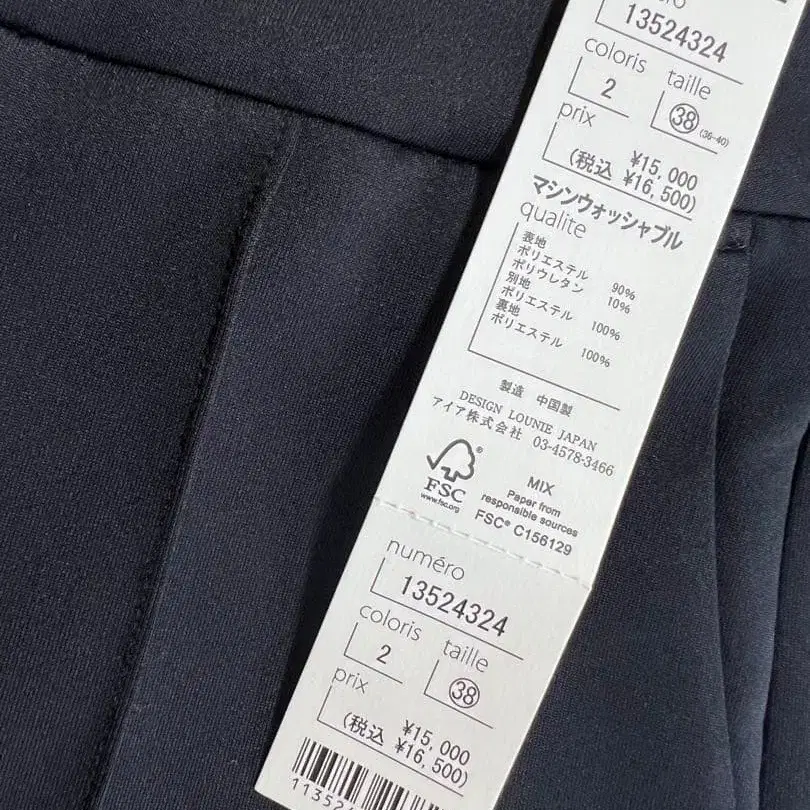 13524324
coloris
taille
2
38
(36-40)
prix
¥15,000
(税込 ¥16,500)
マシンウォッシャブル
qualite
表地
ポリエステル 90%
ポリウレタン 10%
別地
ポリエステル 100%
裏地
ポリエステル 100%
製造 中国製
DESIGN LOUNIE JAPAN
アイア株式会社 03-4578-3466
FSC
www.fsc.org
MIX
Paper from
responsible sources
FSC® C156129
numéro
13524324
coloris
taille
2
38
prix
¥15,000
(税込 ¥16,500)